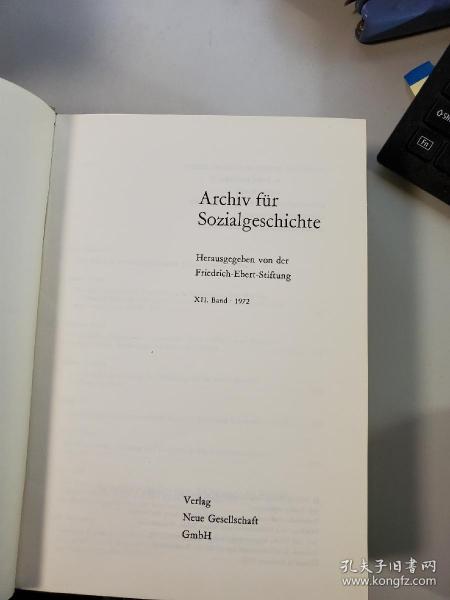 Archiv für
Sozialgeschichte
Herausgegeben von der
Friedrich-Ebert-Stiftung
XII. Band · 1972
Verlag
Neue Gesellschaft
GmbH
Fn
孔夫子旧书网
www.kongfz.com